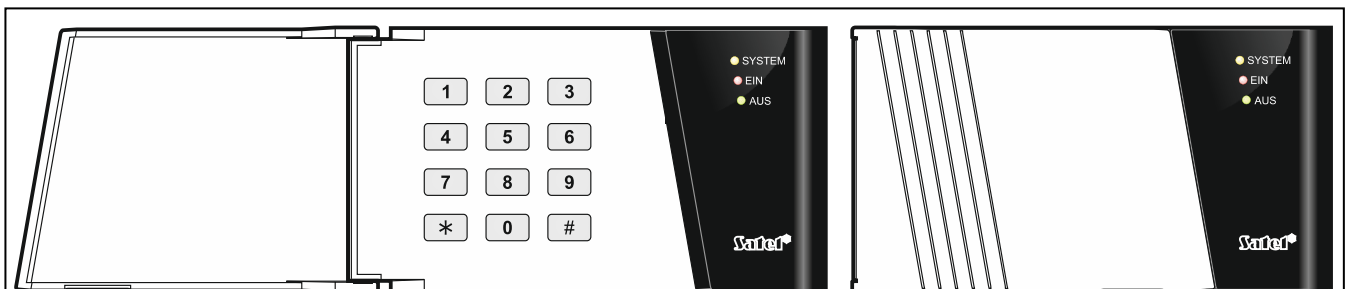 SYSTEM
EIN
AUS
1 2 3
4 5 6
7 8 9
* 0 #
Satel®
SYSTEM
EIN
AUS
Satel®